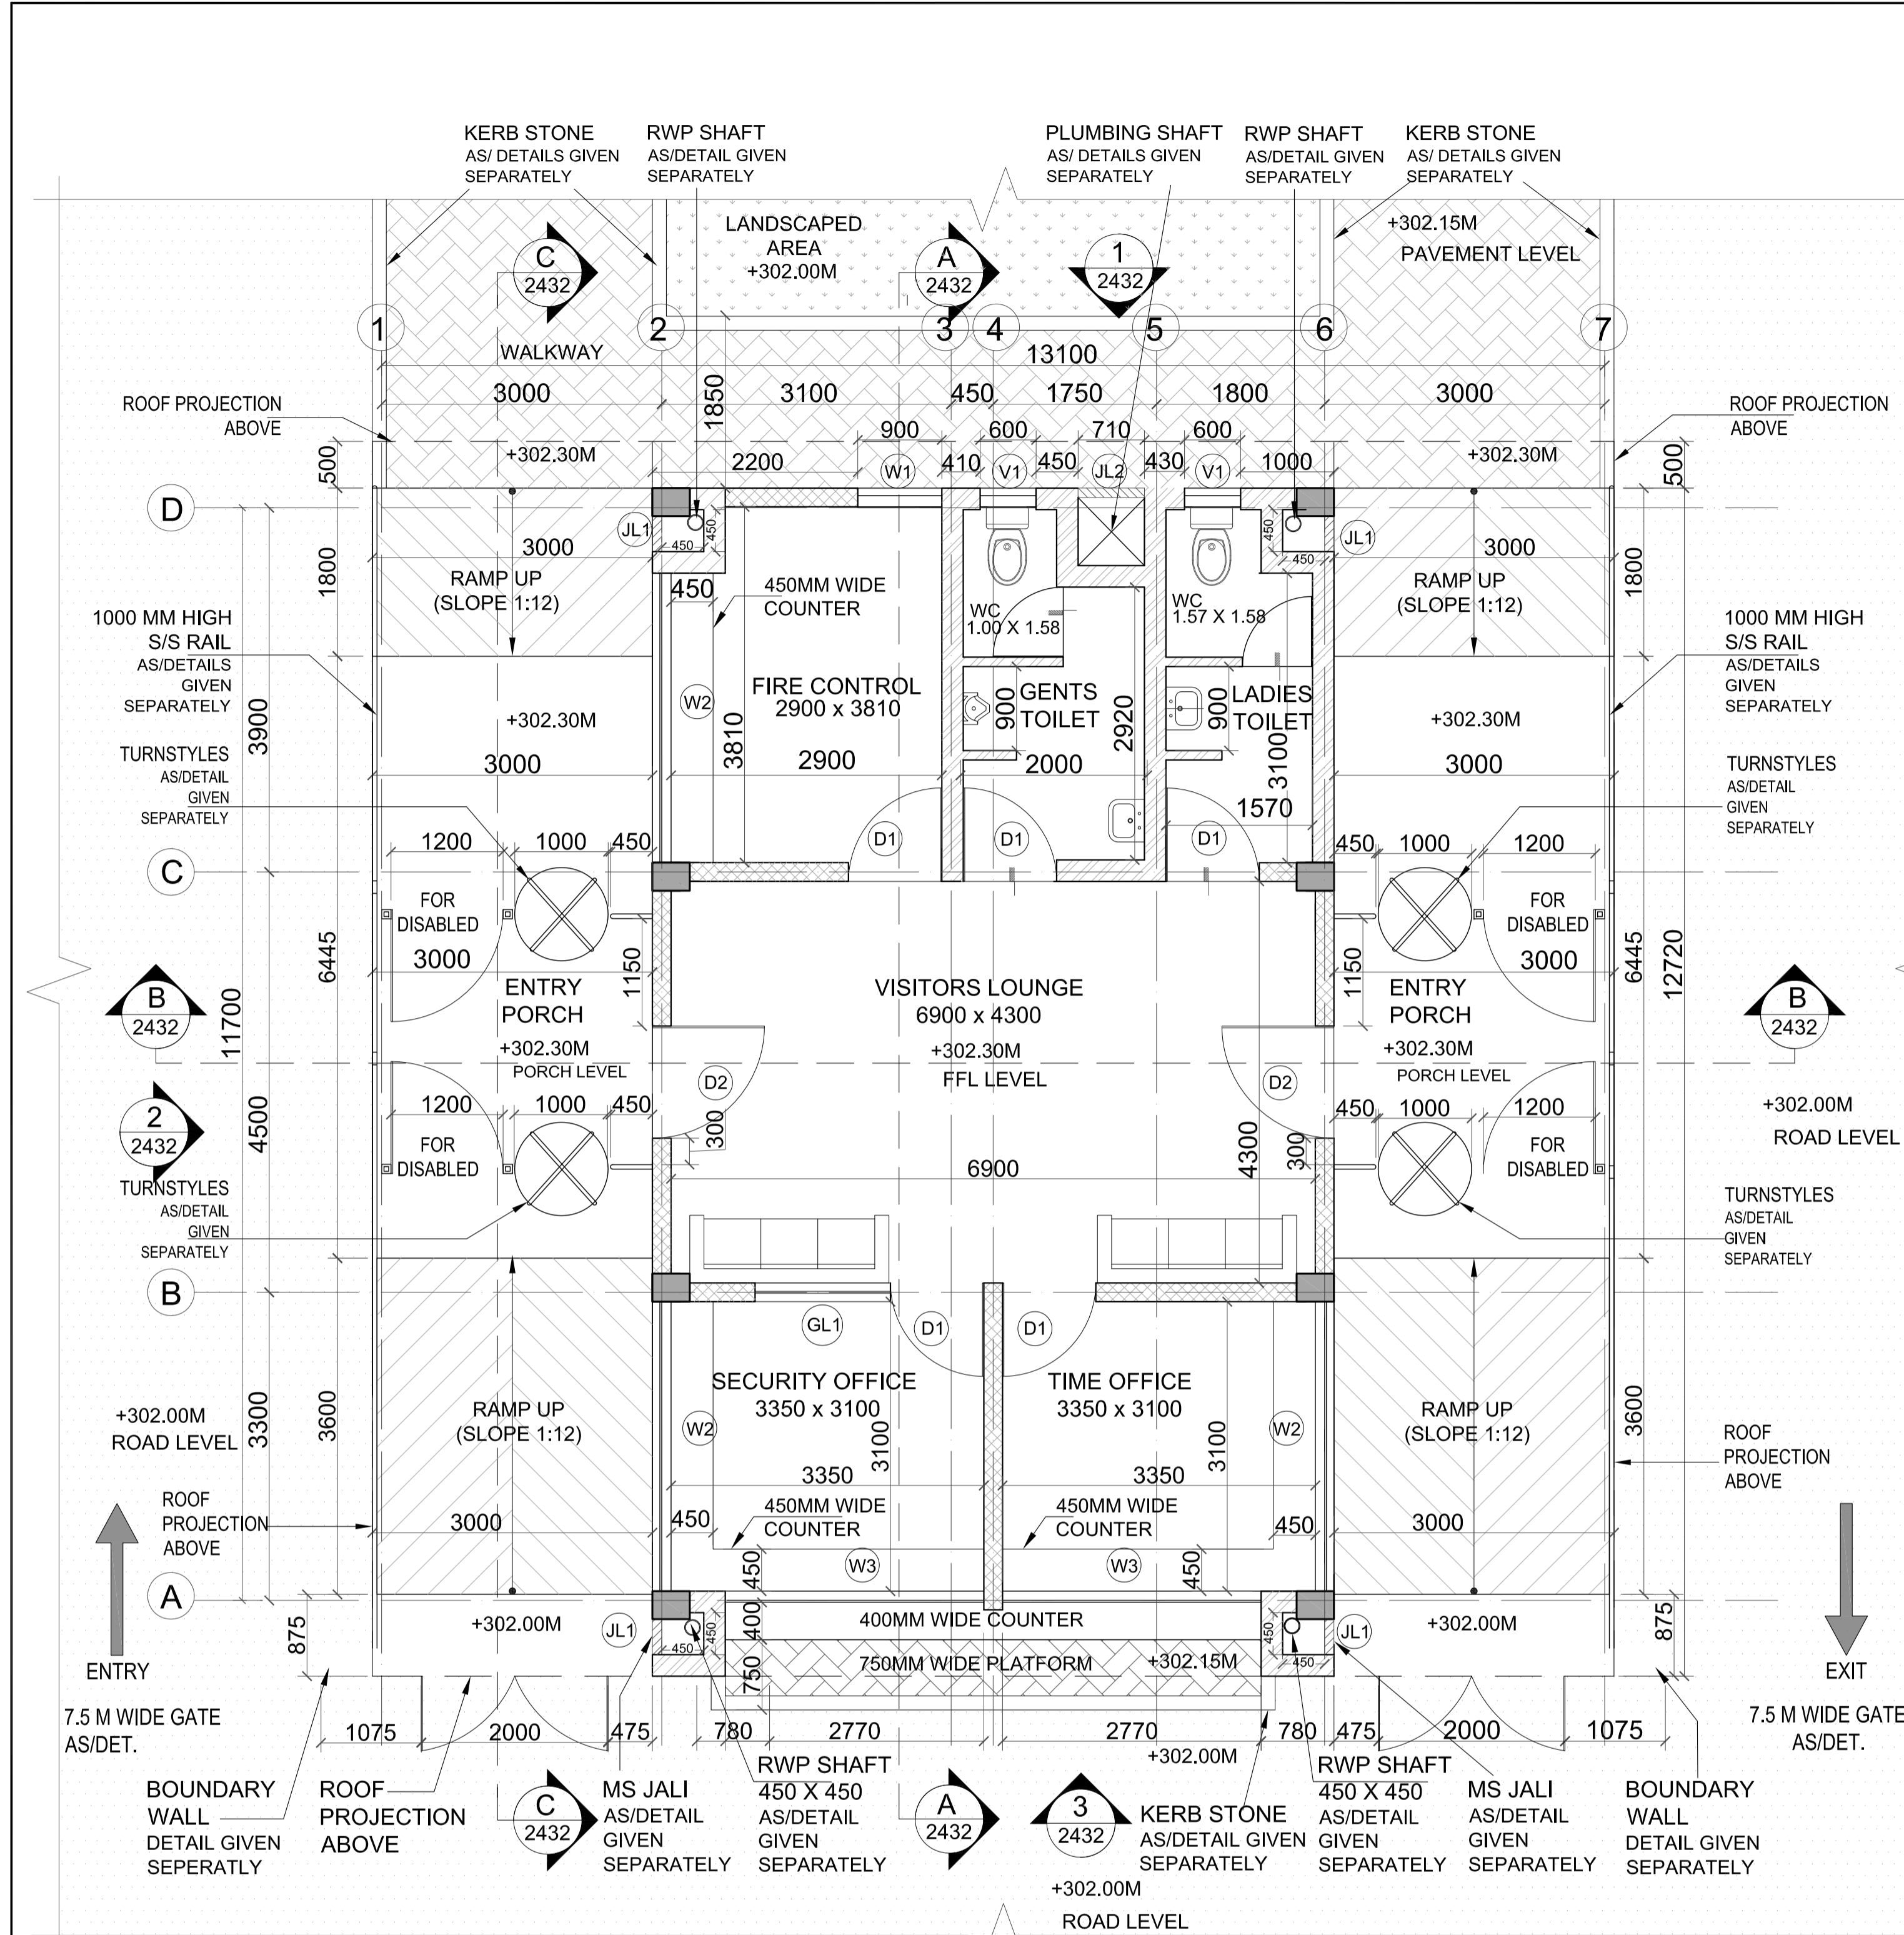 KERB STONE
AS/ DETAILS GIVEN
SEPARATELY
RWP SHAFT
AS/DETAIL GIVEN
SEPARATELY
PLUMBING SHAFT
AS/ DETAILS GIVEN
SEPARATELY
RWP SHAFT
AS/DETAIL GIVEN
SEPARATELY
KERB STONE
AS/ DETAILS GIVEN
SEPARATELY
LANDSCAPED
AREA
+302.00M
C
2432
A
2432
1
2432
+302.15M
PAVEMENT LEVEL
1
2
3
4
5
6
7
WALKWAY
13100
3000
3100
450
1750
1800
3000
1850
ROOF PROJECTION
ABOVE
ROOF PROJECTION
ABOVE
900
600
710
600
+302.30M
2200
W1
410
V1
450
JL2
430
V1
1000
+302.30M
500
500
D
JL1
450
450
450
450
JL1
3000
3000
1800
RAMP UP
(SLOPE 1:12)
450
450MM WIDE
COUNTER
WC
1.00 X 1.58
WC
1.57 X 1.58
RAMP UP
(SLOPE 1:12)
1800
1000 MM HIGH
S/S RAIL
AS/DETAILS
GIVEN
SEPARATELY
1000 MM HIGH
S/S RAIL
AS/DETAILS
GIVEN
SEPARATELY
3900
+302.30M
W2
FIRE CONTROL
2900 x 3810
900
GENTS
TOILET
2920
900
LADIES
TOILET
+302.30M
TURNSTYLES
AS/DETAIL
GIVEN
SEPARATELY
3000
3810
2900
2000
3100
1570
3000
TURNSTYLES
AS/DETAIL
GIVEN
SEPARATELY
1200
1000
450
D1
D1
D1
450
1000
1200
C
FOR
DISABLED
FOR
DISABLED
3000
3000
6445
1150
1150
6445
12720
B
2432
11700
ENTRY
PORCH
+302.30M
PORCH LEVEL
VISITORS LOUNGE
6900 x 4300
+302.30M
FFL LEVEL
ENTRY
PORCH
+302.30M
PORCH LEVEL
B
2432
2
2432
4500
1200
1000
450
D2
D2
450
1000
1200
+302.00M
ROAD LEVEL
FOR
DISABLED
300
6900
4300
300
FOR
DISABLED
TURNSTYLES
AS/DETAIL
GIVEN
SEPARATELY
TURNSTYLES
AS/DETAIL
GIVEN
SEPARATELY
B
GL1
D1
D1
+302.00M
ROAD LEVEL
3300
3600
RAMP UP
(SLOPE 1:12)
SECURITY OFFICE
3350 x 3100
W2
3100
TIME OFFICE
3350 x 3100
W2
3100
RAMP UP
(SLOPE 1:12)
3600
ROOF
PROJECTION
ABOVE
3350
3350
ROOF
PROJECTION
ABOVE
3000
450
450MM WIDE
COUNTER
450MM WIDE
COUNTER
450
3000
450
W3
W3
450
A
875
+302.00M
JL1
450
450
400
400MM WIDE COUNTER
450
450
JL1
+302.00M
875
ENTRY
750
750MM WIDE PLATFORM
+302.15M
EXIT
7.5 M WIDE GATE
AS/DET.
1075
2000
475
780
2770
2770
780
475
2000
1075
7.5 M WIDE GATE
AS/DET.
+302.00M
BOUNDARY
WALL
DETAIL GIVEN
SEPERATLY
ROOF
PROJECTION
ABOVE
C
2432
MS JALI
AS/DETAIL
GIVEN
SEPARATELY
RWP SHAFT
450 X 450
AS/DETAIL
GIVEN
SEPARATELY
A
2432
3
2432
KERB STONE
AS/DETAIL GIVEN
SEPARATELY
RWP SHAFT
450 X 450
AS/DETAIL
GIVEN
SEPARATELY
MS JALI
AS/DETAIL
GIVEN
SEPARATELY
BOUNDARY
WALL
DETAIL GIVEN
SEPARATELY
+302.00M
ROAD LEVEL